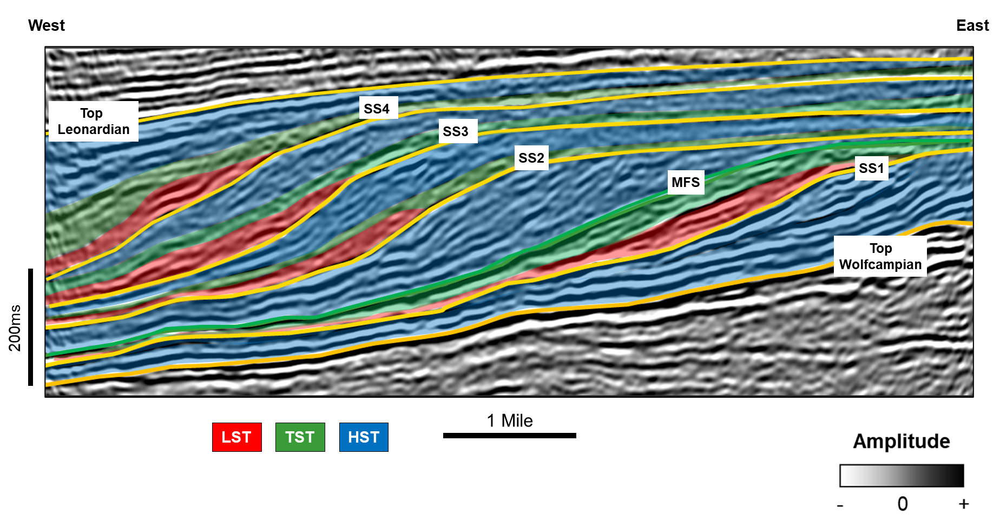 West
East
Top
Leonardian
SS4
SS3
SS2
MFS
SS1
Top
Wolfcampian
200ms
LST
TST
HST
1 Mile
Amplitude
- 0 +